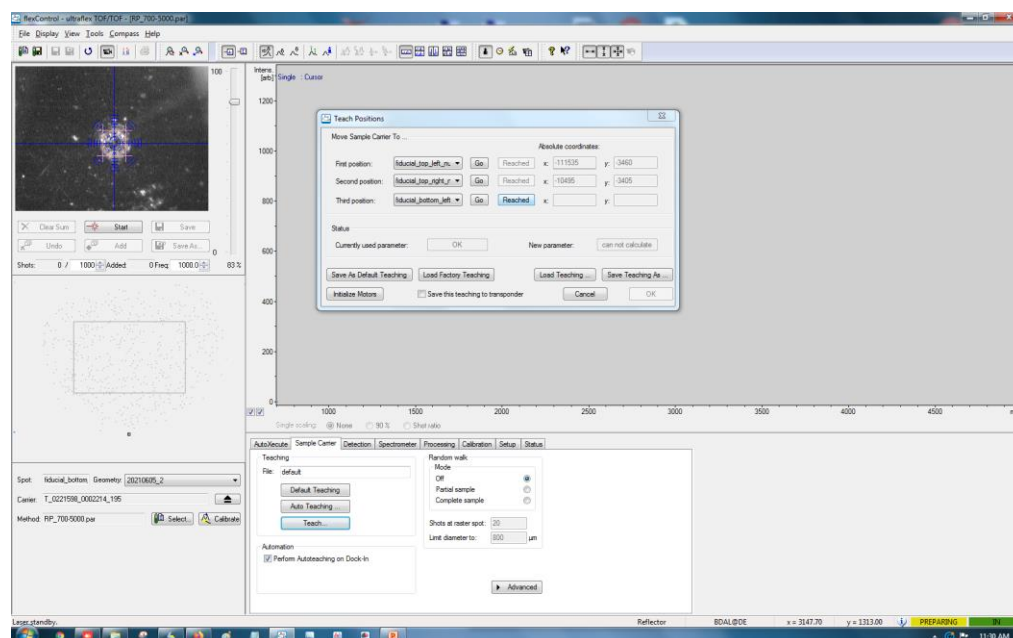 flexControl - ultraflex TOF/TOF - [RP_700-5000.par]
File Display View Tools Compass Help
100
0
Clear Sum Start Save
Undo Add Save As...
Shots: 0 / 1000 Added: 0 Freq: 1000.0 83 %
Intens. [arb] Single : Cursor
1200
1000
800
600
400
200
0
1000 1500 2000 2500 3000 3500 4000 4500
Single scaling: None 90 % Shot ratio
Teach Positions
Move Sample Carrier To ...
Absolute coordinates:
First position: fiducial_top_left_m. Go Reached x: -111535 y: -3460
Second position: fiducial_top_right_r Go Reached x: -10495 y: -3405
Third position: fiducial_bottom_left Go Reached x: y:
Status
Currently used parameter: OK New parameter: can not calculate
Save As Default Teaching Load Factory Teaching Load Teaching ... Save Teaching As ...
Initialize Motors Save this teaching to transponder Cancel OK
Spot: fiducial_bottom, Geometry: 20210605_2
Carrier: T_0221598_0002214_195
Method: RP_700-5000.par Select... Calibrate
AutoXecute Sample Carrier Detection Spectrometer Processing Calibration Setup Status
Teaching
File: default
Default Teaching
Auto Teaching ...
Teach...
Automation
Perform Autoteaching on Dock-In
Random walk
Mode
Off
Partial sample
Complete sample
Shots at raster spot: 20
Limit diameter to: 800 µm
Advanced
Laser standby. Reflector BDAL@DE x = 3147.70 y = 1313.00 PREPARING IN
11:30 AM